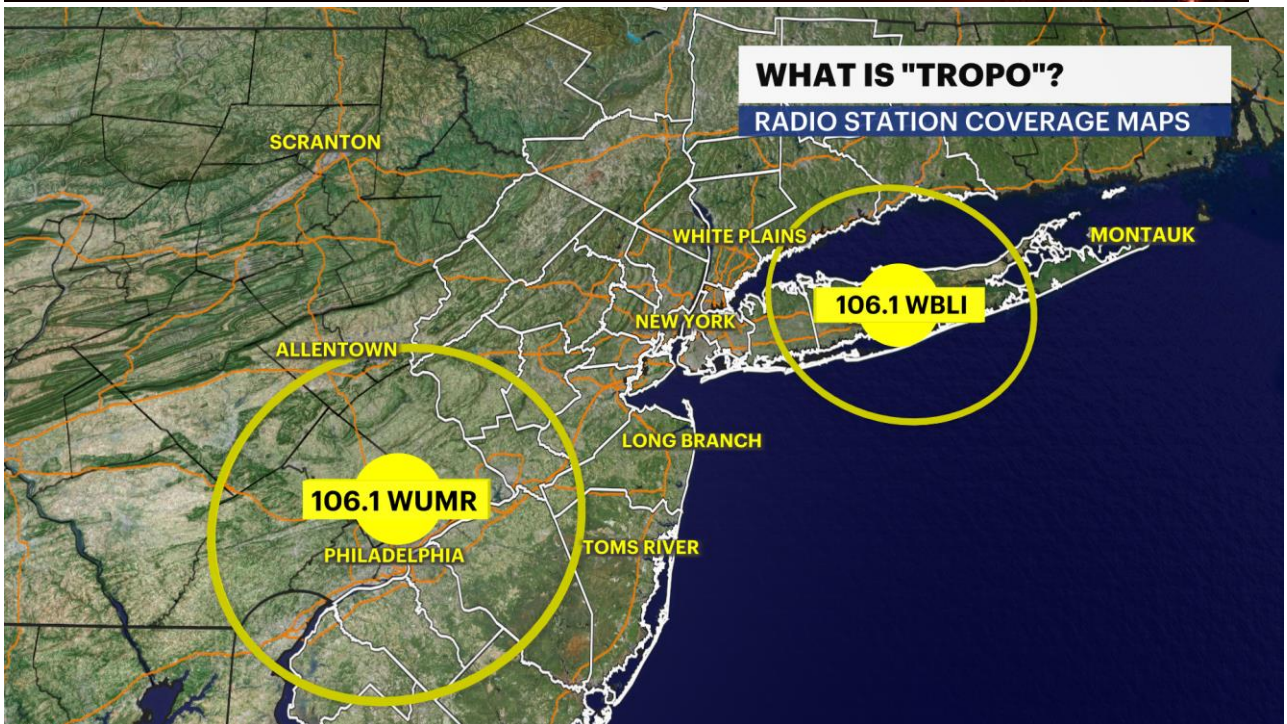 WHAT IS "TROPO"?
RADIO STATION COVERAGE MAPS
SCRANTON
WHITE PLAINS
MONTAUK
106.1 WBLI
NEW YORK
ALLENTOWN
LONG BRANCH
106.1 WUMR
TOMS RIVER
PHILADELPHIA